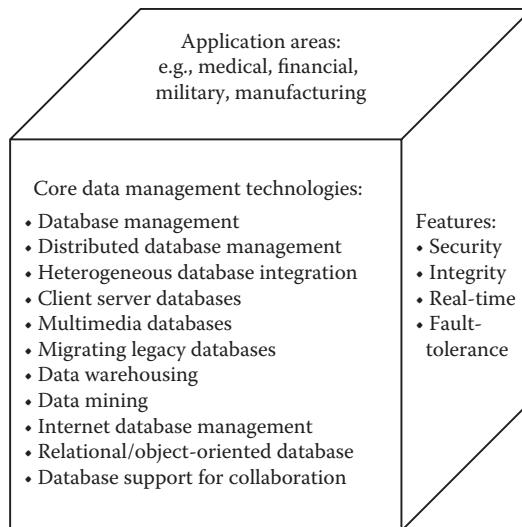 Application areas:
e.g., medical, financial,
military, manufacturing
Core data management technologies:
• Database management
• Distributed database management
• Heterogeneous database integration
• Client server databases
• Multimedia databases
• Migrating legacy databases
• Data warehousing
• Data mining
• Internet database management
• Relational/object-oriented database
• Database support for collaboration
Features:
• Security
• Integrity
• Real-time
• Fault-
tolerance